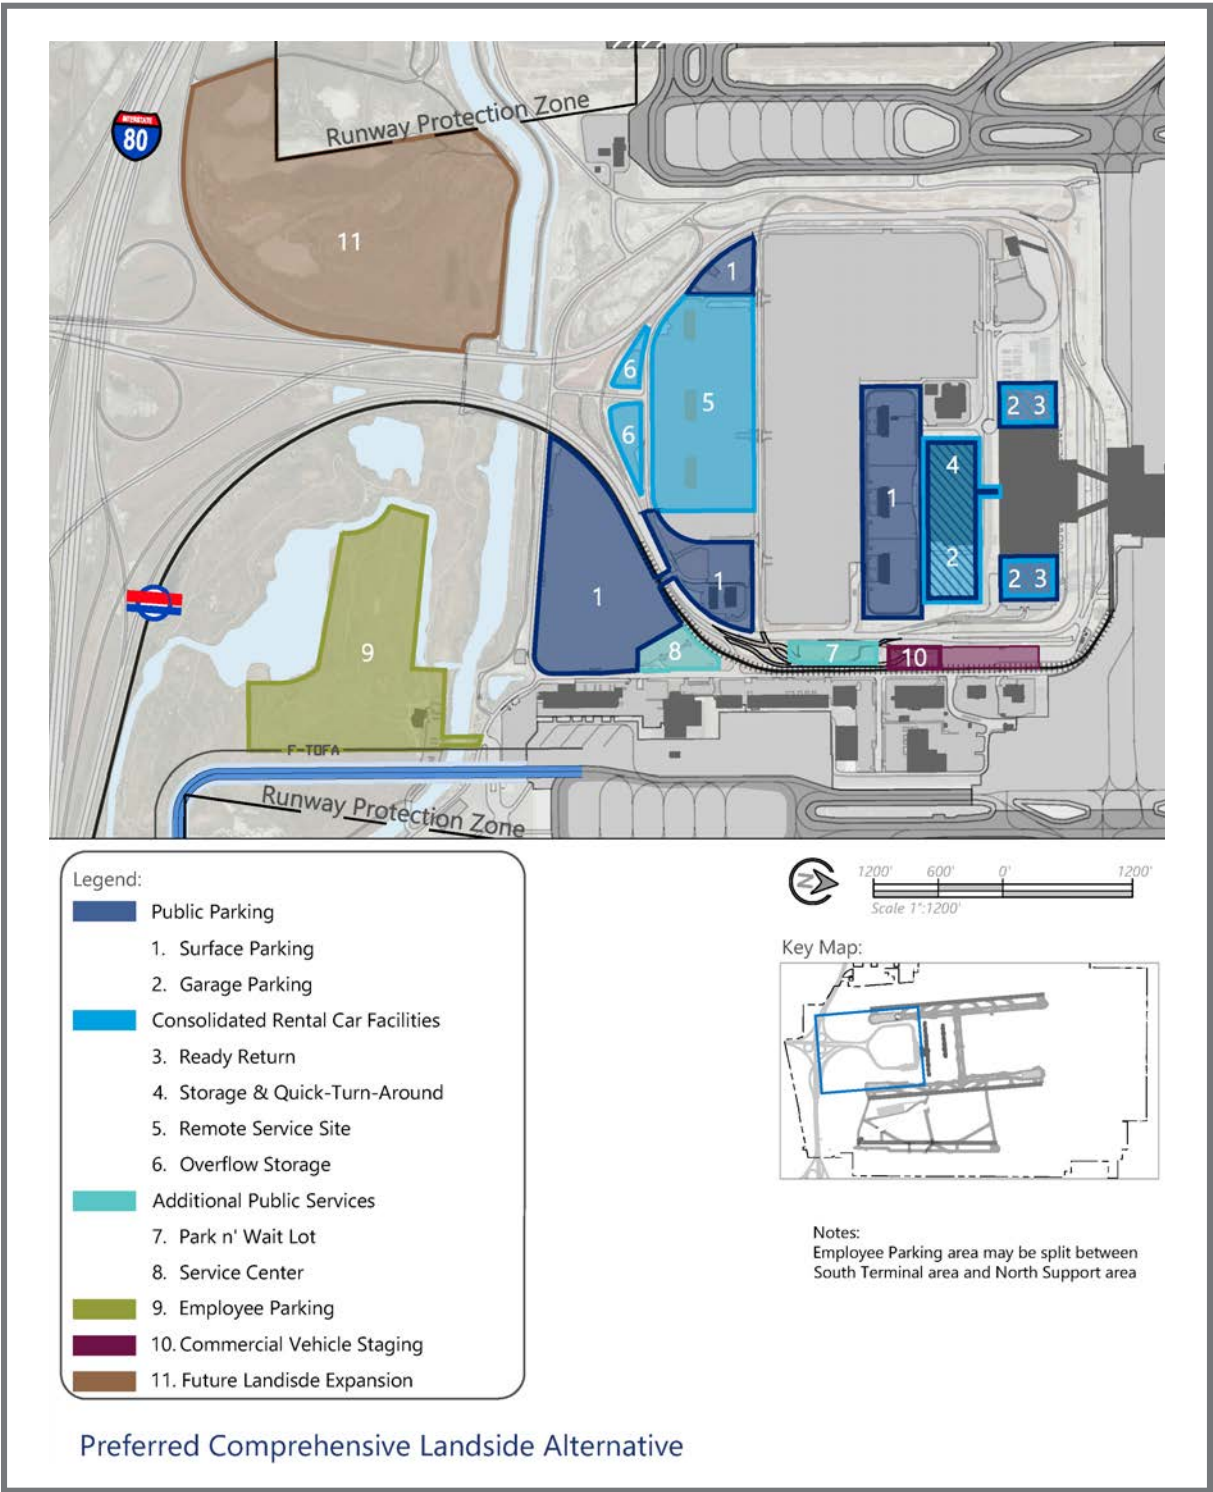 Runway Protection Zone
INTERSTATE
80
11
1
6
5
6
2 3
4
1
2
1
1
2 3
9
8
7
10
F-TOFA
Runway Protection Zone
Legend:
Public Parking
1. Surface Parking
2. Garage Parking
Consolidated Rental Car Facilities
3. Ready Return
4. Storage & Quick-Turn-Around
5. Remote Service Site
6. Overflow Storage
Additional Public Services
7. Park n' Wait Lot
8. Service Center
9. Employee Parking
10. Commercial Vehicle Staging
11. Future Landisde Expansion
N
1200' 600' 0' 1200'
Scale 1":1200'
Key Map:
Notes:
Employee Parking area may be split between
South Terminal area and North Support area
Preferred Comprehensive Landside Alternative